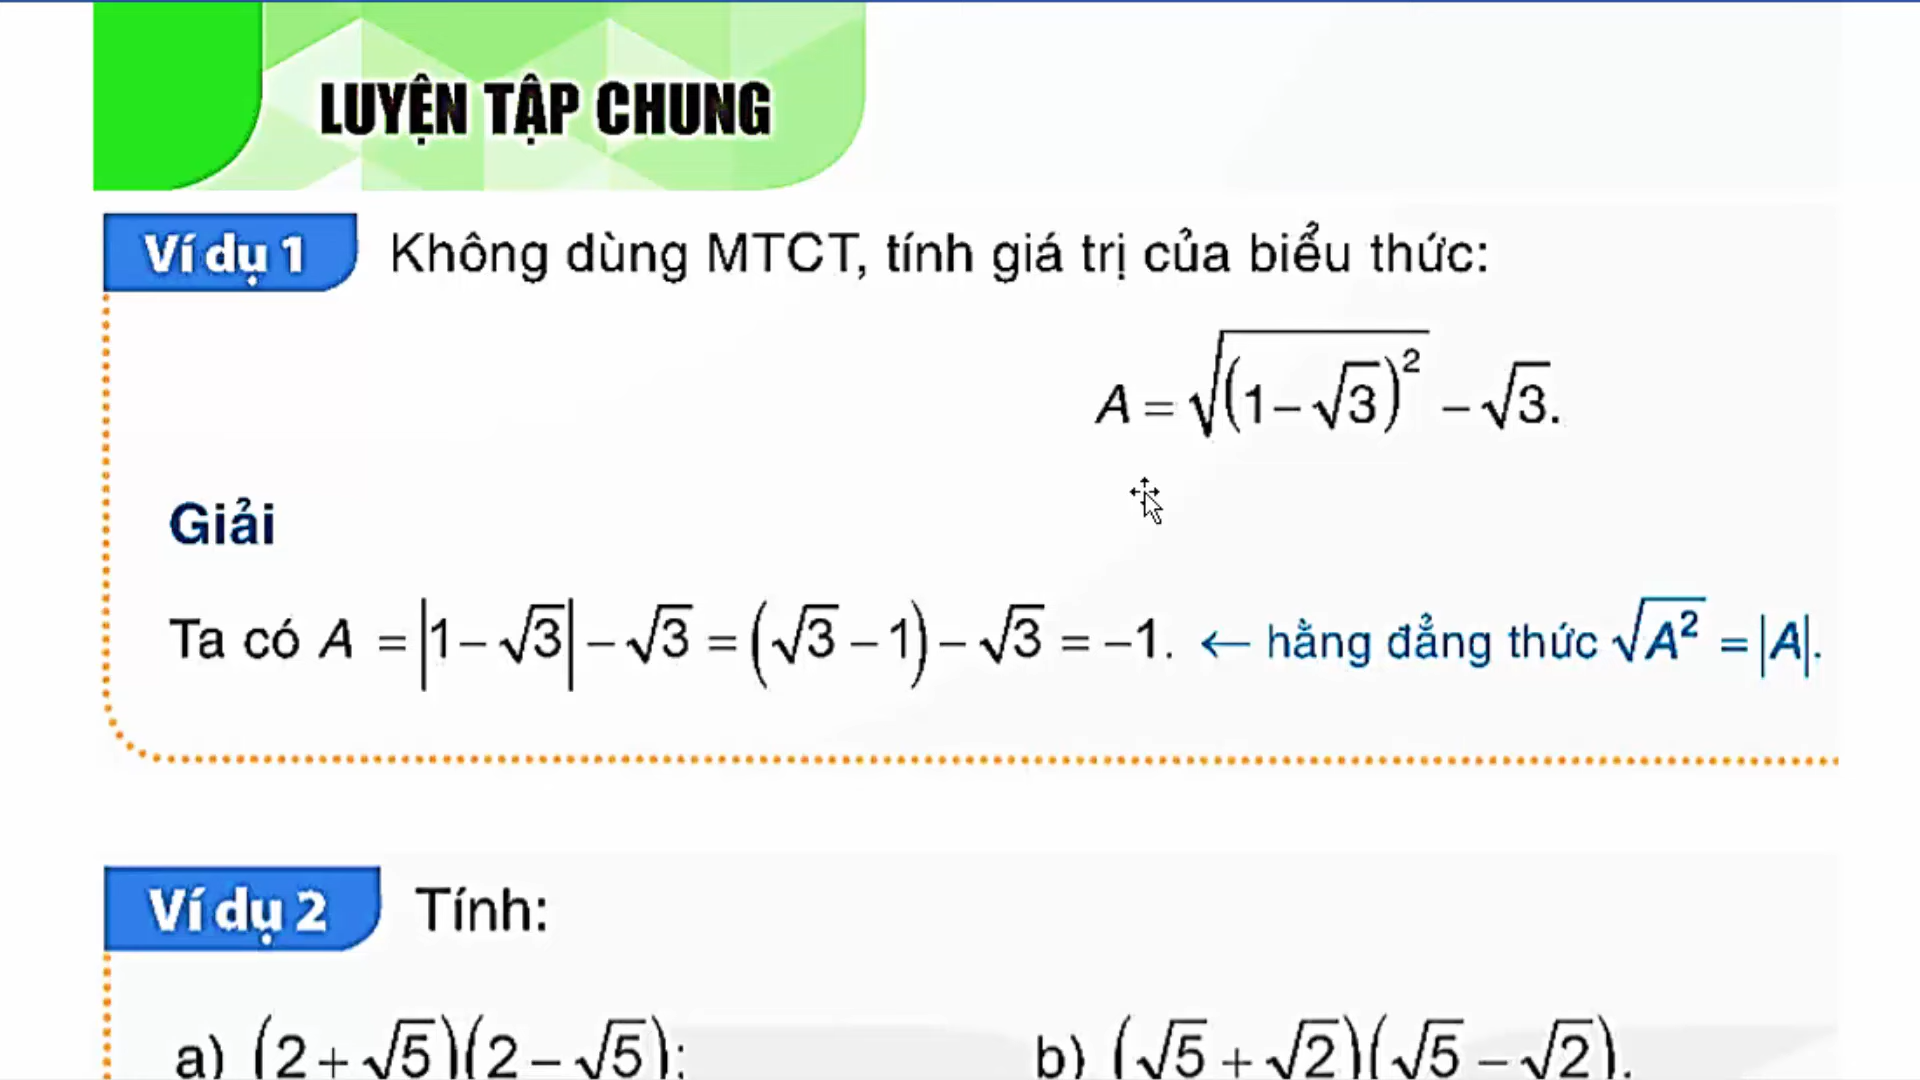 LUYỆN TẬP CHUNG
Ví dụ 1 Không dùng MTCT, tính giá trị của biểu thức:
A = √((1 − √3)²) − √3.
Giải
Ta có A = |1 − √3| − √3 = (√3 − 1) − √3 = −1. ← hằng đẳng thức √(A²) = |A|.
Ví dụ 2 Tính:
a) (2 + √5)(2 − √5); b) (√5 + √2)(√5 − √2).